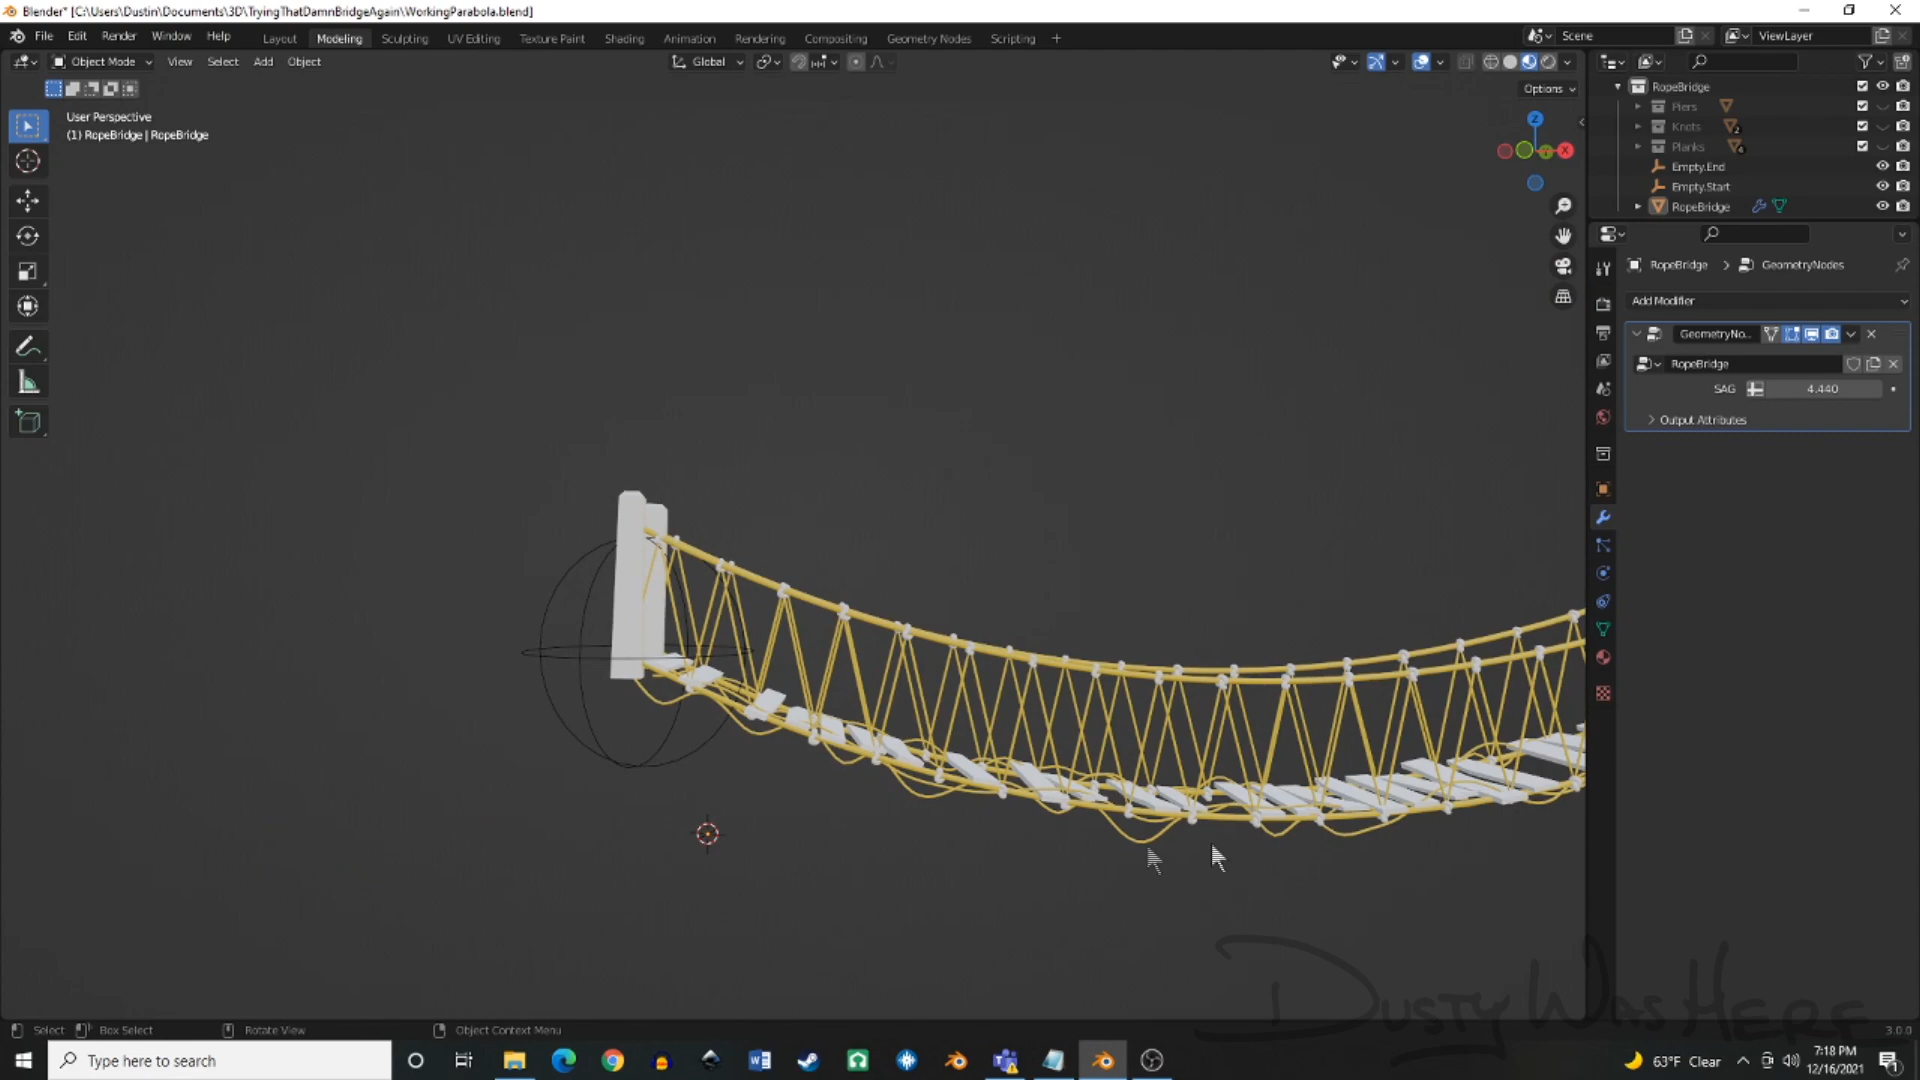 Blender* [C:\Users\Dustin\Documents\3D\TryingThatDamnBridgeAgain\WorkingParabola.blend]
File Edit Render Window Help Layout Modeling Sculpting UV Editing Texture Paint Shading Animation Rendering Compositing Geometry Nodes Scripting + Scene ViewLayer
Object Mode View Select Add Object Global
Options
User Perspective
(1) RopeBridge | RopeBridge
Z
X
RopeBridge
Piers
Knots 2
Planks 4
Empty.End
Empty.Start
RopeBridge
RopeBridge > GeometryNodes
Add Modifier
GeometryNo...
RopeBridge
SAG 4.440
Output Attributes
DustyWasHere
Select Box Select Rotate View Object Context Menu 3.0.0
Type here to search 63°F Clear 7:18 PM
12/16/2021
1